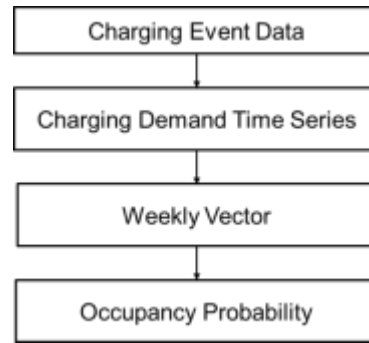 Charging Event Data
Charging Demand Time Series
Weekly Vector
Occupancy Probability